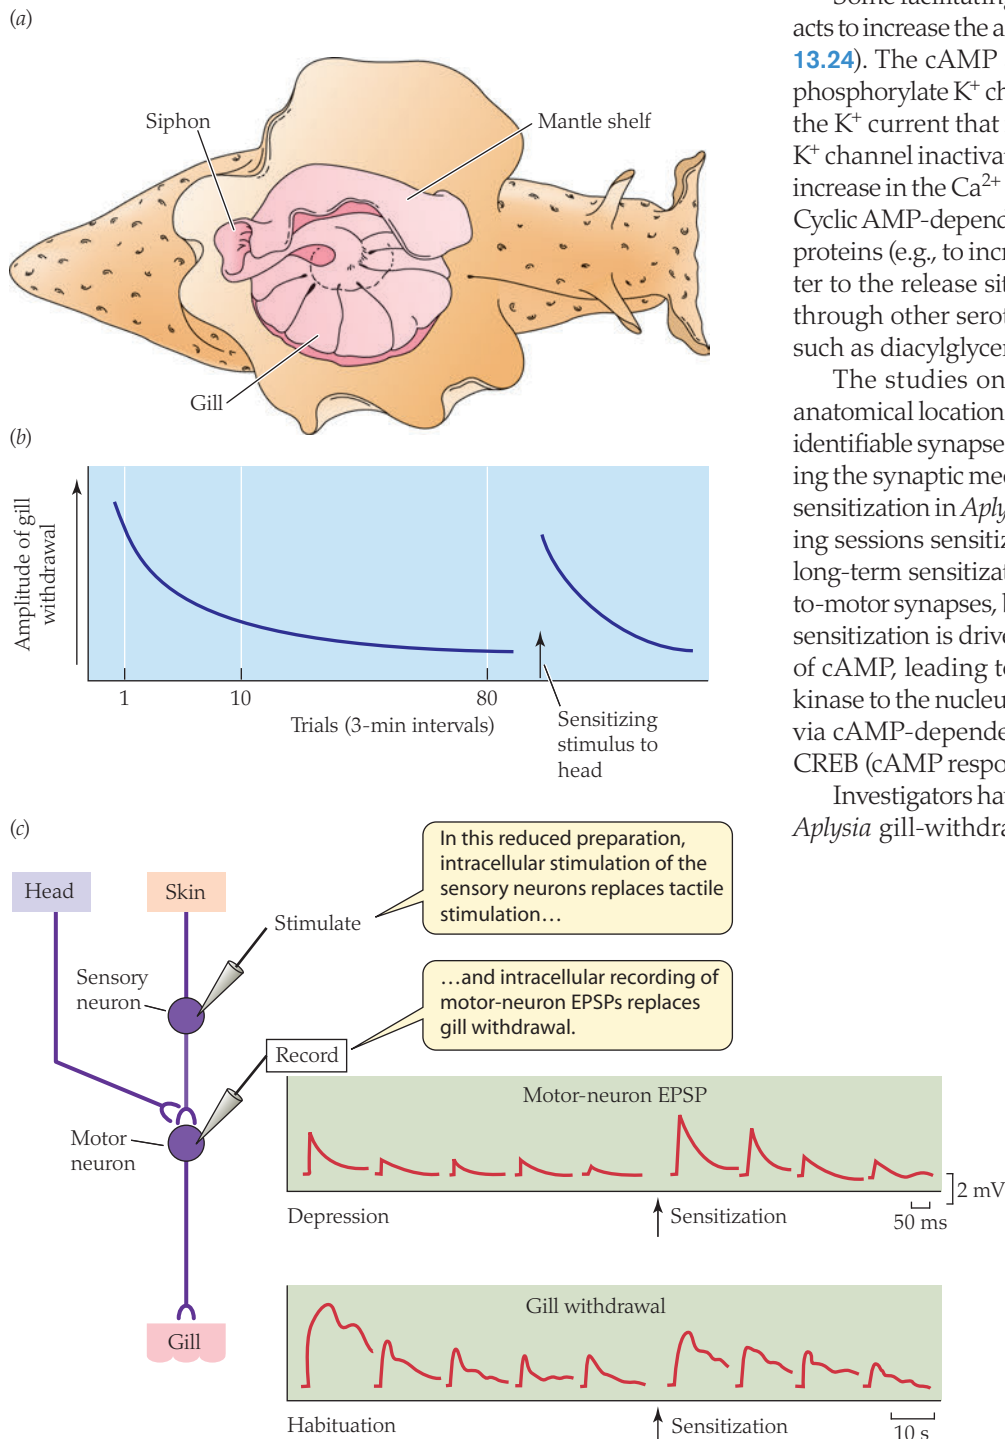 (a)
Siphon
Mantle shelf
Gill
(b)
Amplitude of gill
withdrawal
1
10
80
Trials (3-min intervals)
Sensitizing
stimulus to
head
(c)
Head
Skin
Stimulate
Sensory
neuron
Record
Motor
neuron
Gill
In this reduced preparation,
intracellular stimulation of the
sensory neurons replaces tactile
stimulation…
…and intracellular recording of
motor-neuron EPSPs replaces
gill withdrawal.
Motor-neuron EPSP
2 mV
50 ms
Depression
Sensitization
Gill withdrawal
Habituation
Sensitization
10 s
Some facilitating
acts to increase the a
13.24). The cAMP
phosphorylate K⁺ ch
the K⁺ current that
K⁺ channel inactivat
increase in the Ca²⁺
Cyclic AMP-depend
proteins (e.g., to incr
ter to the release sit
through other serot
such as diacylglycer
The studies on
anatomical location
identifiable synapse
ing the synaptic mec
sensitization in Aply
ing sessions sensitiz
long-term sensitizat
to-motor synapses, b
sensitization is drive
of cAMP, leading to
kinase to the nucleu
via cAMP-depende
CREB (cAMP respo
Investigators hav
Aplysia gill-withdra